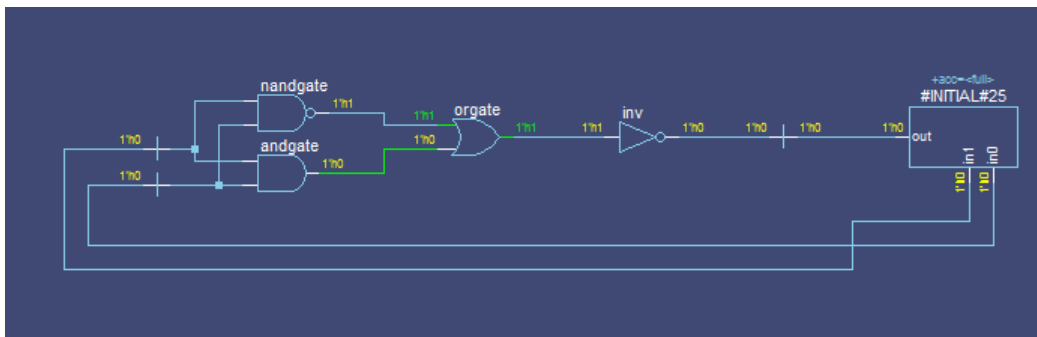 +acc=<full>
#INITIAL#25
nandgate
1'h1
orgate
1'h1
1'h1
1'h1
inv
1'h0
1'h0
1'h0
1'h0
out
in1
in0
1'h0
1'h0
1'h0
1'h0
andgate
1'h0
1'h0